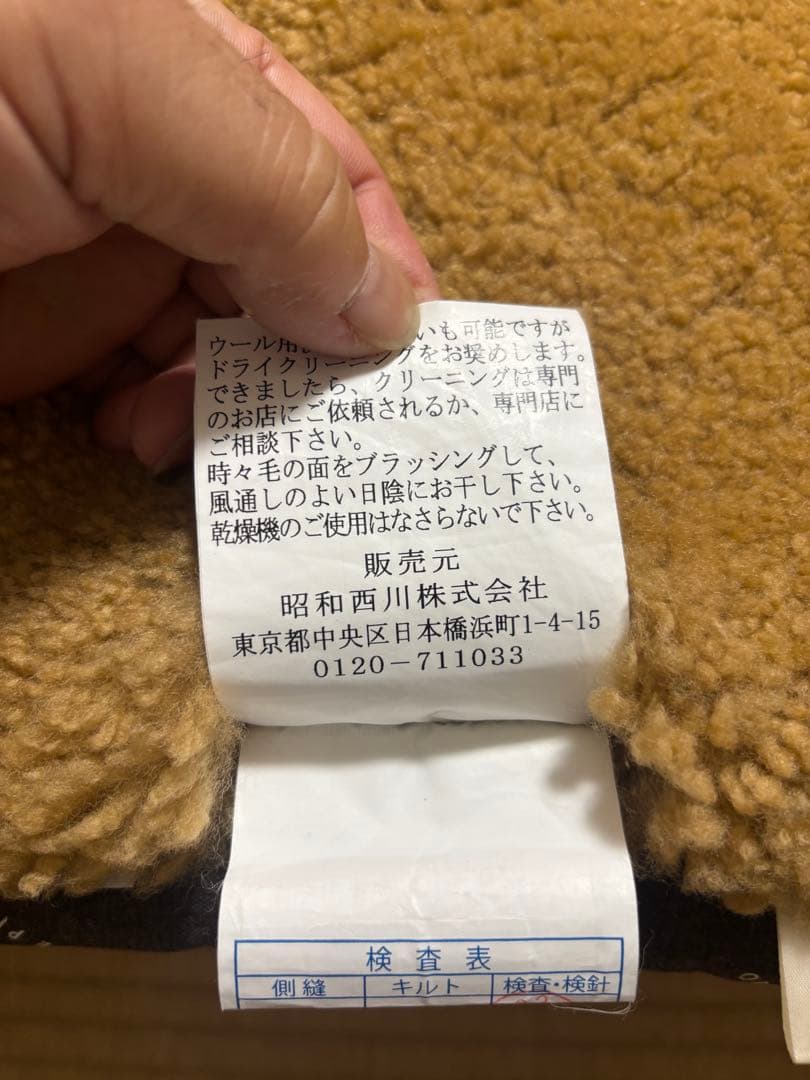 ウール用 いも可能ですが
ドライクリーニングをお奨めします。
できましたら、クリーニングは専門
のお店にご依頼されるか、専門店に
ご相談下さい。
時々毛の面をブラッシングして、
風通しのよい日陰にお干し下さい。
乾燥機のご使用はなさらないで下さい。
販売元
昭和西川株式会社
東京都中央区日本橋浜町1-4-15
0120-711033
検査表
側縫 キルト 検査・検針